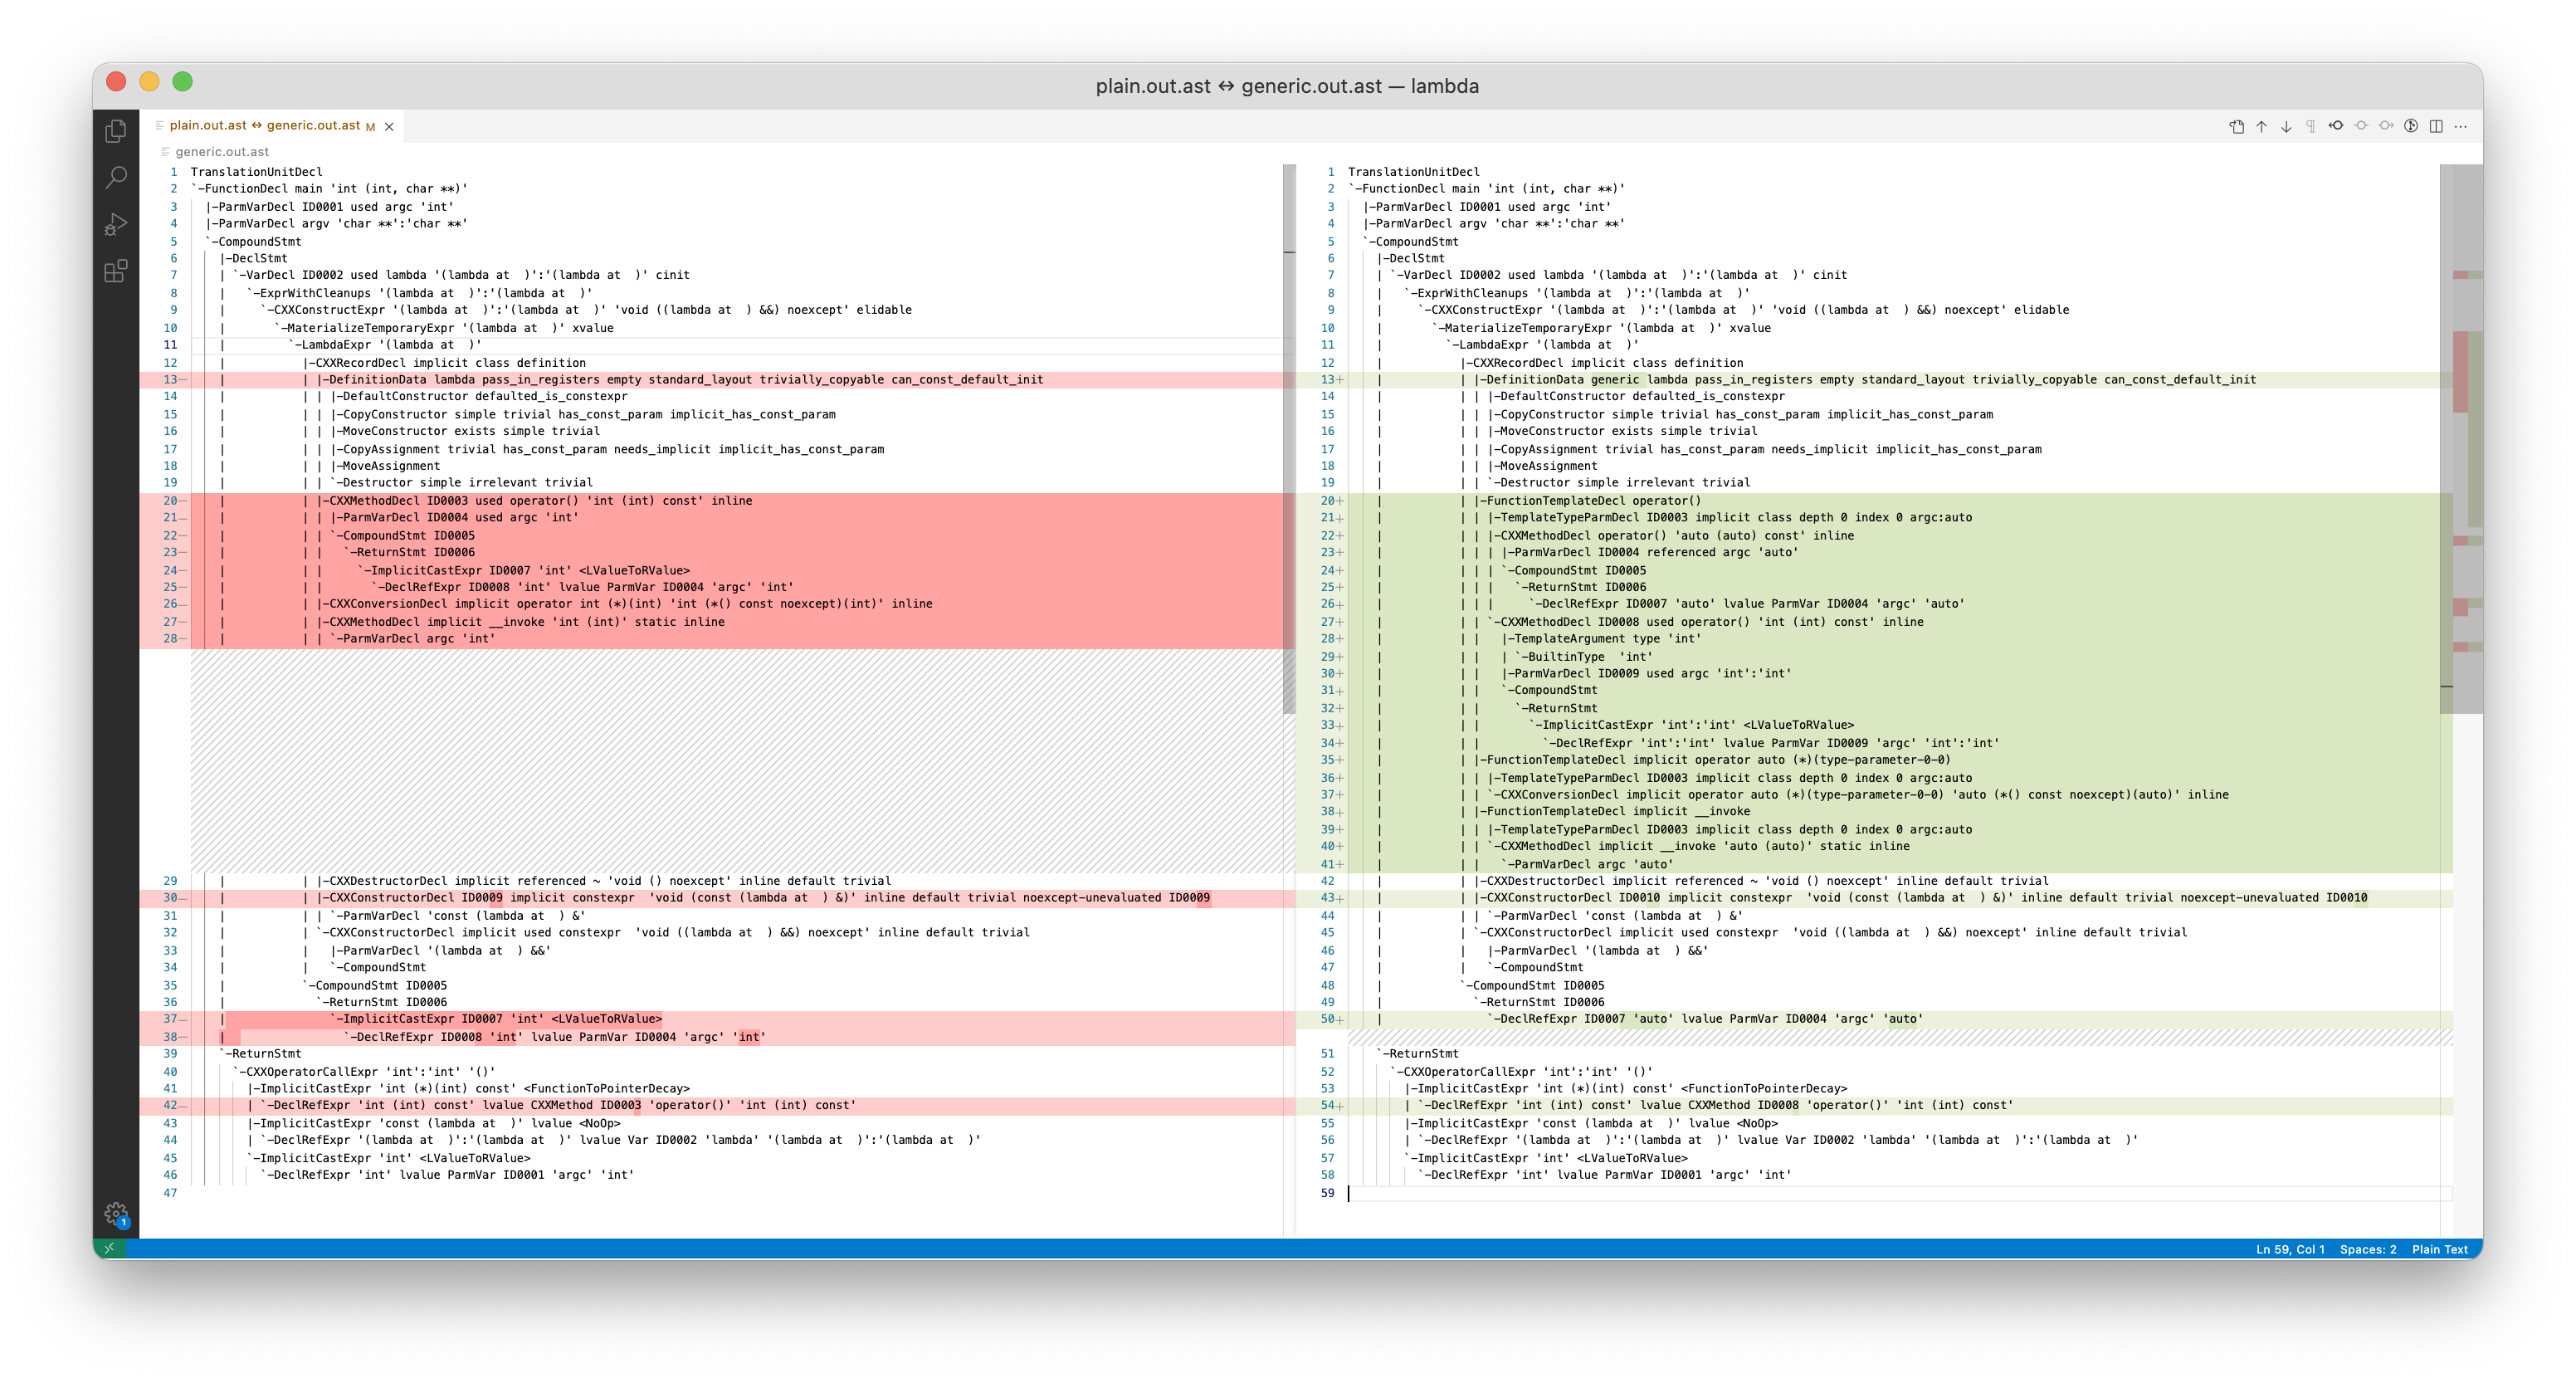 plain.out.ast ↔ generic.out.ast — lambda
plain.out.ast ↔ generic.out.ast M
generic.out.ast
1 TranslationUnitDecl
2 `-FunctionDecl main 'int (int, char **)'
3   |-ParmVarDecl ID0001 used argc 'int'
4   |-ParmVarDecl argv 'char **':'char **'
5   `-CompoundStmt
6     |-DeclStmt
7     | `-VarDecl ID0002 used lambda '(lambda at  )':'(lambda at  )' cinit
8     |   `-ExprWithCleanups '(lambda at  )':'(lambda at  )'
9     |     `-CXXConstructExpr '(lambda at  )':'(lambda at  )' 'void ((lambda at  ) &&) noexcept' elidable
10     |       `-MaterializeTemporaryExpr '(lambda at  )' xvalue
11     |         `-LambdaExpr '(lambda at  )'
12     |           |-CXXRecordDecl implicit class definition
13-     |           | |-DefinitionData lambda pass_in_registers empty standard_layout trivially_copyable can_const_default_init
14     |           | | |-DefaultConstructor defaulted_is_constexpr
15     |           | | |-CopyConstructor simple trivial has_const_param implicit_has_const_param
16     |           | | |-MoveConstructor exists simple trivial
17     |           | | |-CopyAssignment trivial has_const_param needs_implicit implicit_has_const_param
18     |           | | |-MoveAssignment
19     |           | | `-Destructor simple irrelevant trivial
20-     |           | |-CXXMethodDecl ID0003 used operator() 'int (int) const' inline
21-     |           | | |-ParmVarDecl ID0004 used argc 'int'
22-     |           | | `-CompoundStmt ID0005
23-     |           | |   `-ReturnStmt ID0006
24-     |           | |     `-ImplicitCastExpr ID0007 'int' <LValueToRValue>
25-     |           | |       `-DeclRefExpr ID0008 'int' lvalue ParmVar ID0004 'argc' 'int'
26-     |           | |-CXXConversionDecl implicit operator int (*)(int) 'int (*() const noexcept)(int)' inline
27-     |           | |-CXXMethodDecl implicit __invoke 'int (int)' static inline
28-     |           | | `-ParmVarDecl argc 'int'
29     |           | |-CXXDestructorDecl implicit referenced ~ 'void () noexcept' inline default trivial
30-     |           | |-CXXConstructorDecl ID0009 implicit constexpr  'void (const (lambda at  ) &)' inline default trivial noexcept-unevaluated ID0009
31     |           | | `-ParmVarDecl 'const (lambda at  ) &'
32     |           | `-CXXConstructorDecl implicit used constexpr  'void ((lambda at  ) &&) noexcept' inline default trivial
33     |           |   |-ParmVarDecl '(lambda at  ) &&'
34     |           |   `-CompoundStmt
35     |           `-CompoundStmt ID0005
36     |             `-ReturnStmt ID0006
37-     |               `-ImplicitCastExpr ID0007 'int' <LValueToRValue>
38-     |                 `-DeclRefExpr ID0008 'int' lvalue ParmVar ID0004 'argc' 'int'
39     `-ReturnStmt
40       `-CXXOperatorCallExpr 'int':'int' '()'
41         |-ImplicitCastExpr 'int (*)(int) const' <FunctionToPointerDecay>
42-         | `-DeclRefExpr 'int (int) const' lvalue CXXMethod ID0003 'operator()' 'int (int) const'
43         |-ImplicitCastExpr 'const (lambda at  )' lvalue <NoOp>
44         | `-DeclRefExpr '(lambda at  )':'(lambda at  )' lvalue Var ID0002 'lambda' '(lambda at  )':'(lambda at  )'
45         `-ImplicitCastExpr 'int' <LValueToRValue>
46           `-DeclRefExpr 'int' lvalue ParmVar ID0001 'argc' 'int'
47
1 TranslationUnitDecl
2 `-FunctionDecl main 'int (int, char **)'
3   |-ParmVarDecl ID0001 used argc 'int'
4   |-ParmVarDecl argv 'char **':'char **'
5   `-CompoundStmt
6     |-DeclStmt
7     | `-VarDecl ID0002 used lambda '(lambda at  )':'(lambda at  )' cinit
8     |   `-ExprWithCleanups '(lambda at  )':'(lambda at  )'
9     |     `-CXXConstructExpr '(lambda at  )':'(lambda at  )' 'void ((lambda at  ) &&) noexcept' elidable
10     |       `-MaterializeTemporaryExpr '(lambda at  )' xvalue
11     |         `-LambdaExpr '(lambda at  )'
12     |           |-CXXRecordDecl implicit class definition
13+     |           | |-DefinitionData generic lambda pass_in_registers empty standard_layout trivially_copyable can_const_default_init
14     |           | | |-DefaultConstructor defaulted_is_constexpr
15     |           | | |-CopyConstructor simple trivial has_const_param implicit_has_const_param
16     |           | | |-MoveConstructor exists simple trivial
17     |           | | |-CopyAssignment trivial has_const_param needs_implicit implicit_has_const_param
18     |           | | |-MoveAssignment
19     |           | | `-Destructor simple irrelevant trivial
20+     |           | |-FunctionTemplateDecl operator()
21+     |           | | |-TemplateTypeParmDecl ID0003 implicit class depth 0 index 0 argc:auto
22+     |           | | |-CXXMethodDecl operator() 'auto (auto) const' inline
23+     |           | | | |-ParmVarDecl ID0004 referenced argc 'auto'
24+     |           | | | `-CompoundStmt ID0005
25+     |           | | |   `-ReturnStmt ID0006
26+     |           | | |     `-DeclRefExpr ID0007 'auto' lvalue ParmVar ID0004 'argc' 'auto'
27+     |           | | `-CXXMethodDecl ID0008 used operator() 'int (int) const' inline
28+     |           | |   |-TemplateArgument type 'int'
29+     |           | |   | `-BuiltinType  'int'
30+     |           | |   |-ParmVarDecl ID0009 used argc 'int':'int'
31+     |           | |   `-CompoundStmt
32+     |           | |     `-ReturnStmt
33+     |           | |       `-ImplicitCastExpr 'int':'int' <LValueToRValue>
34+     |           | |         `-DeclRefExpr 'int':'int' lvalue ParmVar ID0009 'argc' 'int':'int'
35+     |           | |-FunctionTemplateDecl implicit operator auto (*)(type-parameter-0-0)
36+     |           | | |-TemplateTypeParmDecl ID0003 implicit class depth 0 index 0 argc:auto
37+     |           | | `-CXXConversionDecl implicit operator auto (*)(type-parameter-0-0) 'auto (*() const noexcept)(auto)' inline
38+     |           | |-FunctionTemplateDecl implicit __invoke
39+     |           | | |-TemplateTypeParmDecl ID0003 implicit class depth 0 index 0 argc:auto
40+     |           | | `-CXXMethodDecl implicit __invoke 'auto (auto)' static inline
41+     |           | |   `-ParmVarDecl argc 'auto'
42     |           | |-CXXDestructorDecl implicit referenced ~ 'void () noexcept' inline default trivial
43+     |           | |-CXXConstructorDecl ID0010 implicit constexpr  'void (const (lambda at  ) &)' inline default trivial noexcept-unevaluated ID0010
44     |           | | `-ParmVarDecl 'const (lambda at  ) &'
45     |           | `-CXXConstructorDecl implicit used constexpr  'void ((lambda at  ) &&) noexcept' inline default trivial
46     |           |   |-ParmVarDecl '(lambda at  ) &&'
47     |           |   `-CompoundStmt
48     |           `-CompoundStmt ID0005
49     |             `-ReturnStmt ID0006
50+     |               `-DeclRefExpr ID0007 'auto' lvalue ParmVar ID0004 'argc' 'auto'
51     `-ReturnStmt
52       `-CXXOperatorCallExpr 'int':'int' '()'
53         |-ImplicitCastExpr 'int (*)(int) const' <FunctionToPointerDecay>
54+         | `-DeclRefExpr 'int (int) const' lvalue CXXMethod ID0008 'operator()' 'int (int) const'
55         |-ImplicitCastExpr 'const (lambda at  )' lvalue <NoOp>
56         | `-DeclRefExpr '(lambda at  )':'(lambda at  )' lvalue Var ID0002 'lambda' '(lambda at  )':'(lambda at  )'
57         `-ImplicitCastExpr 'int' <LValueToRValue>
58           `-DeclRefExpr 'int' lvalue ParmVar ID0001 'argc' 'int'
59
1
Ln 59, Col 1 Spaces: 2 Plain Text